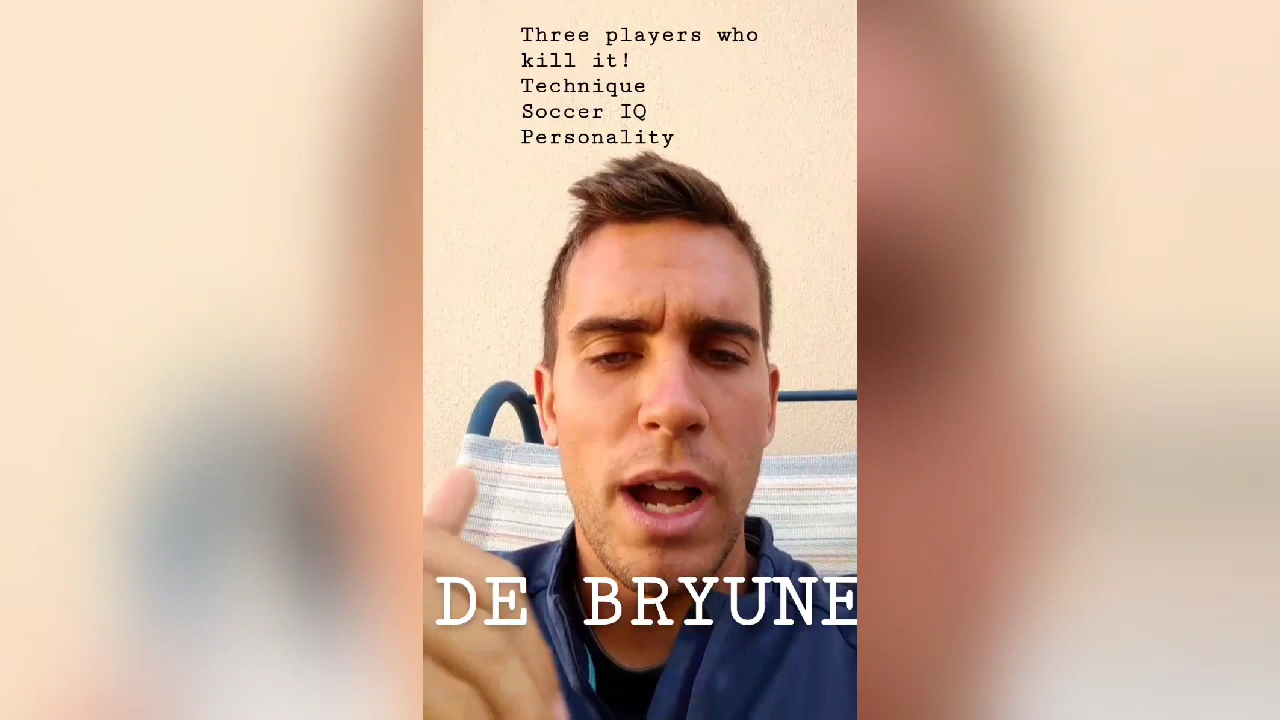 Three players who
kill it!
Technique
Soccer IQ
Personality
DE BRYUNE